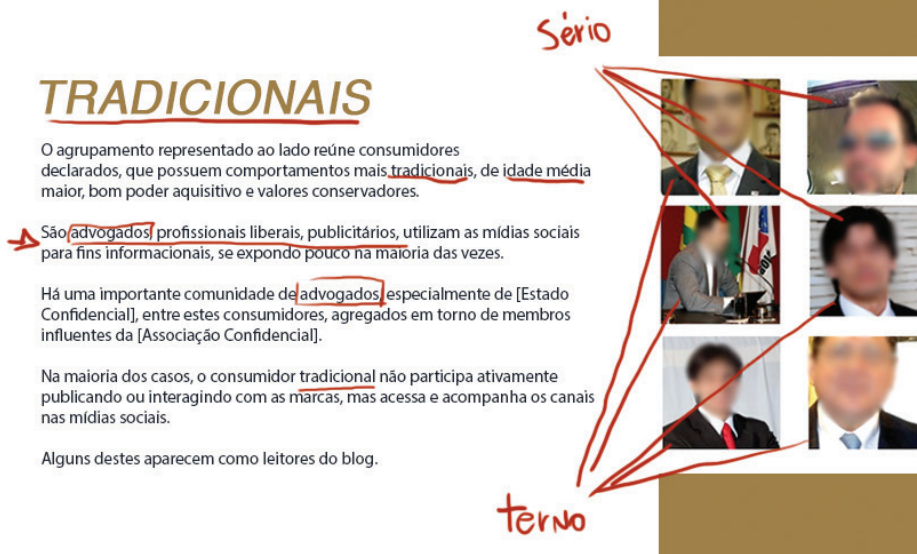 Sério
TRADICIONAIS
O agrupamento representado ao lado reúne consumidores
declarados, que possuem comportamentos mais tradicionais, de idade média
maior, bom poder aquisitivo e valores conservadores.
São advogados, profissionais liberais, publicitários, utilizam as mídias sociais
para fins informacionais, se expondo pouco na maioria das vezes.
Há uma importante comunidade de advogados, especialmente de [Estado
Confidencial], entre estes consumidores, agregados em torno de membros
influentes da [Associação Confidencial].
Na maioria dos casos, o consumidor tradicional não participa ativamente
publicando ou interagindo com as marcas, mas acessa e acompanha os canais
nas mídias sociais.
Alguns destes aparecem como leitores do blog.
terno